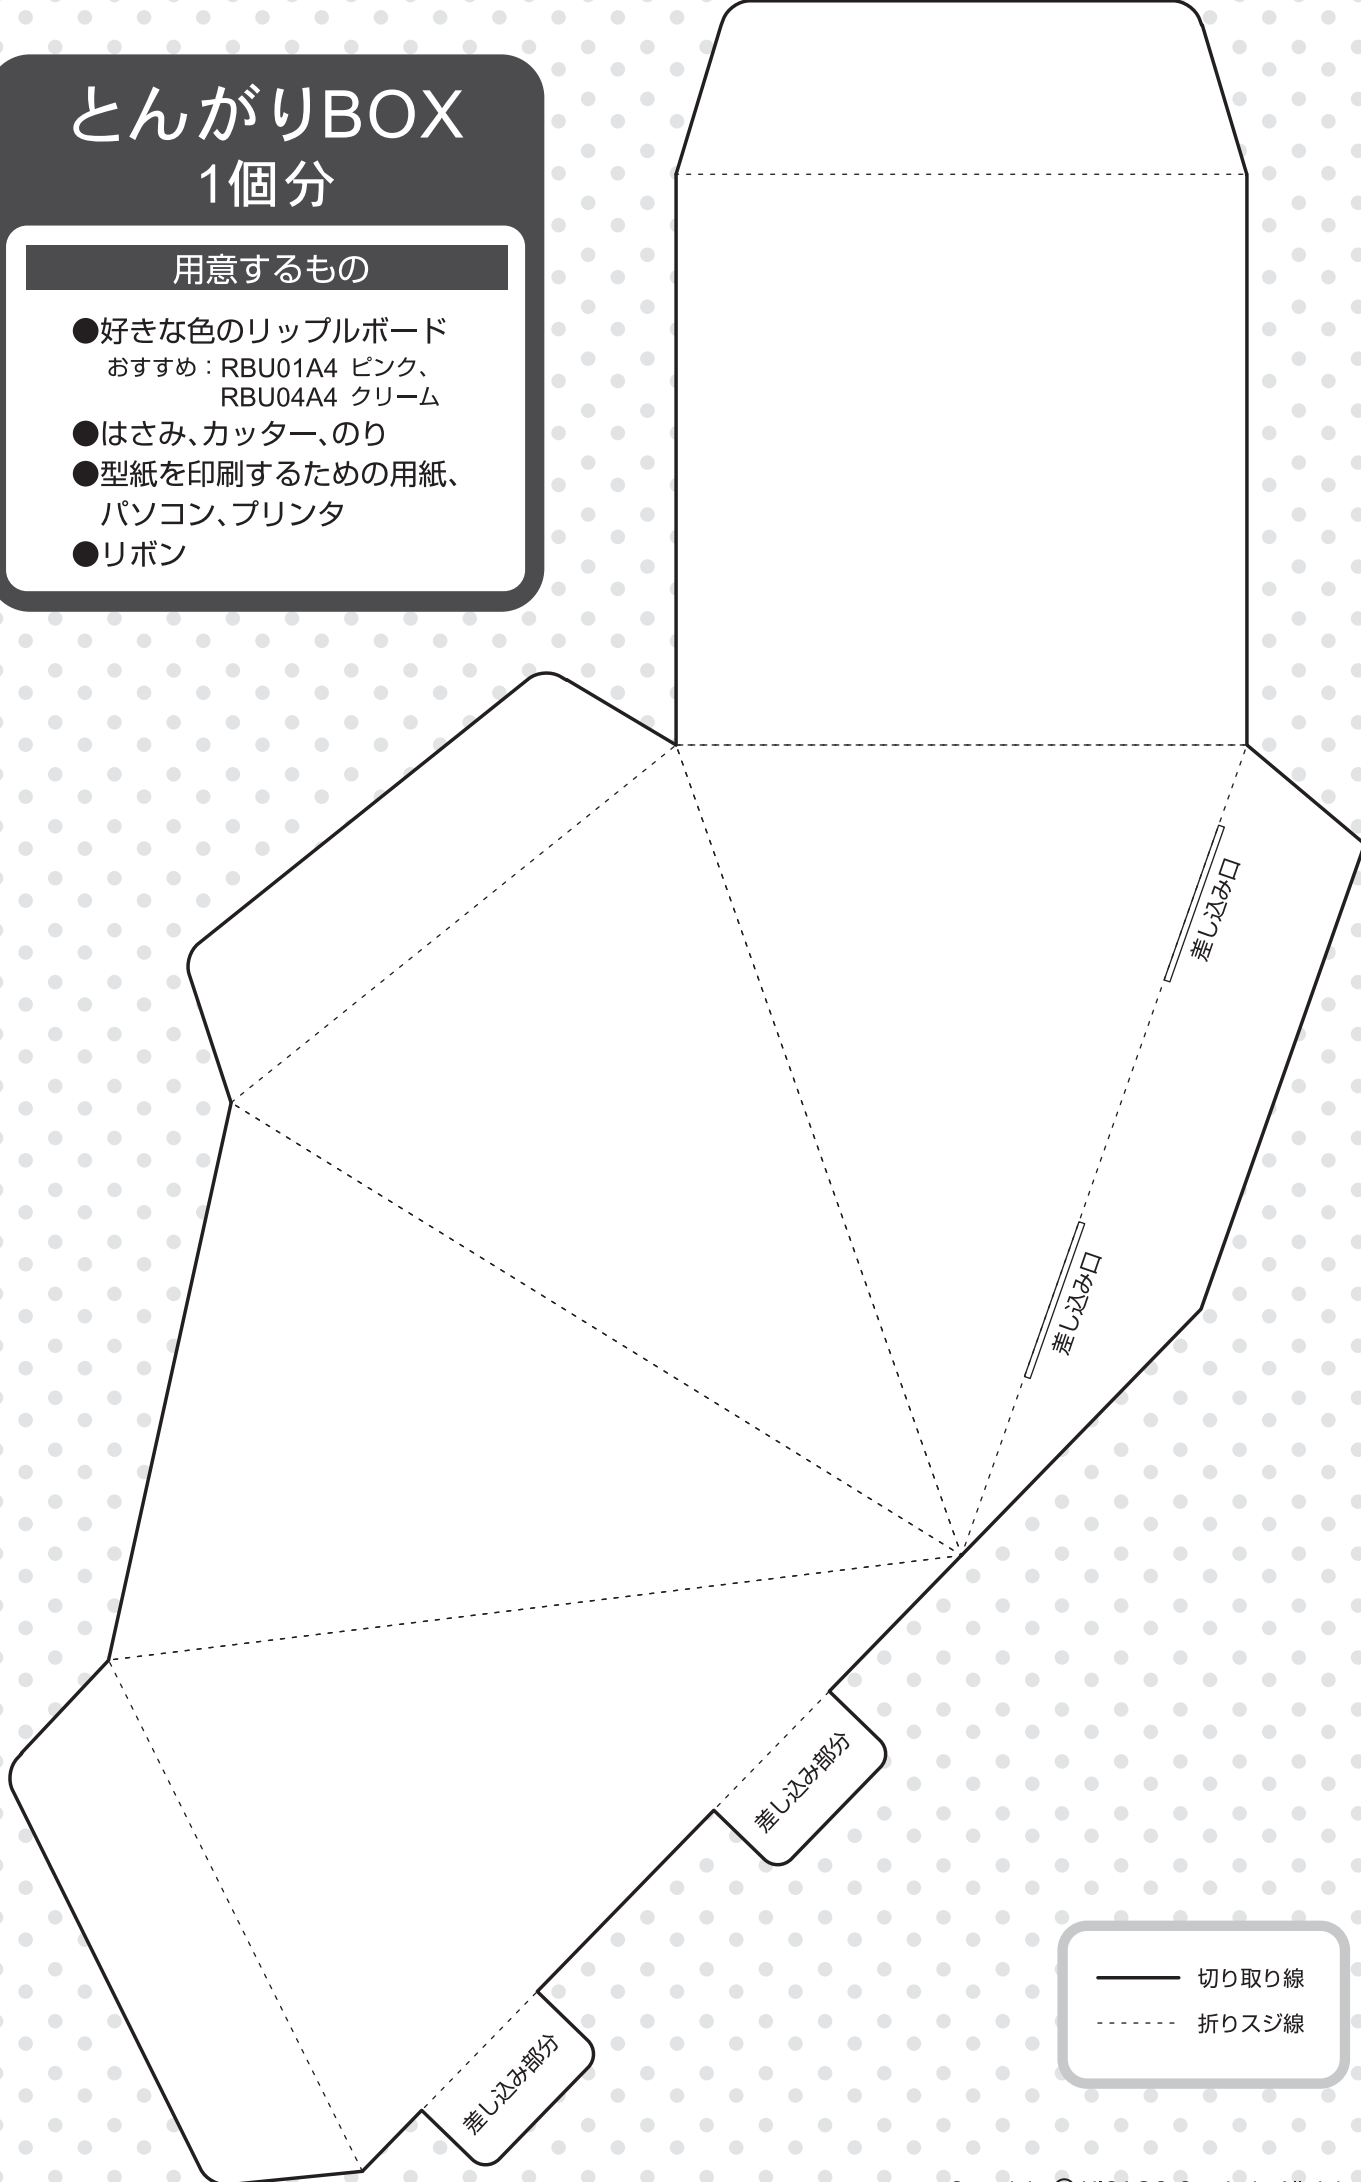 とんがりBOX
1個分
用意するもの
●好きな色のリップルボード
おすすめ：RBU01A4 ピンク、
RBU04A4 クリーム
●はさみ、カッター、のり
●型紙を印刷するための用紙、
パソコン、プリンタ
●リボン
差し込み口
差し込み口
差し込み部分
差し込み部分
切り取り線
折りスジ線